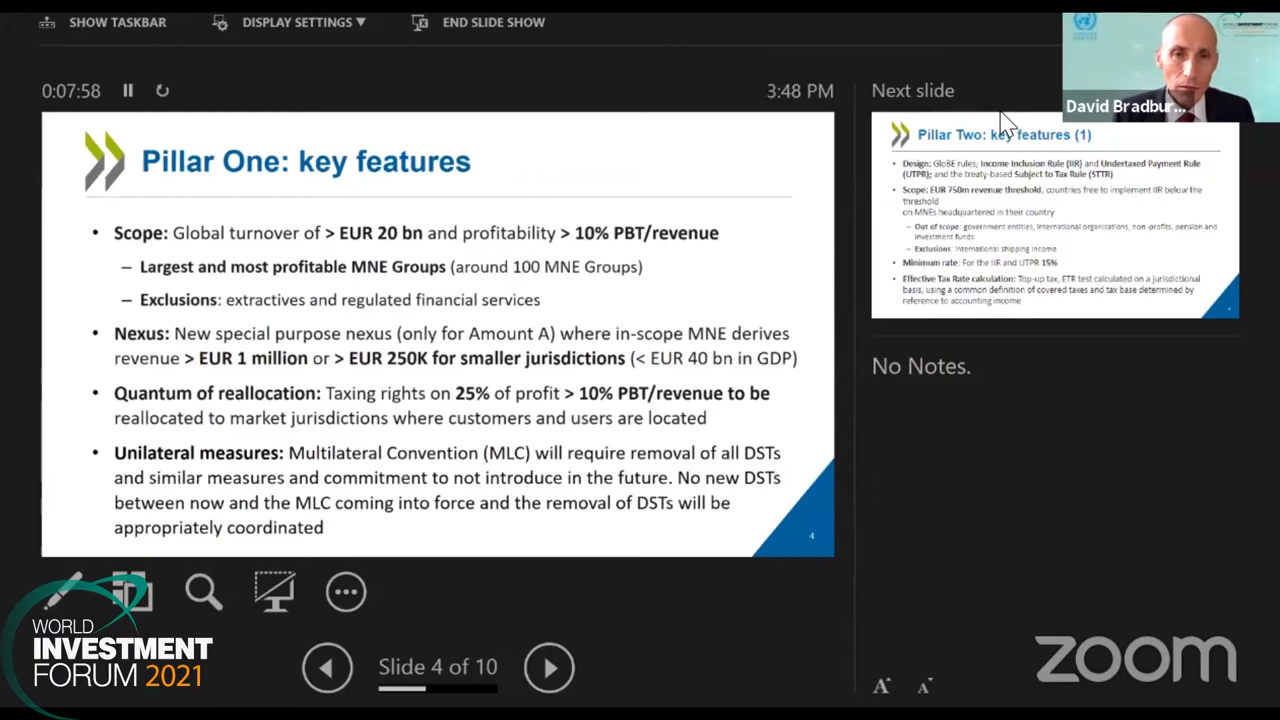 SHOW TASKBAR
DISPLAY SETTINGS ▼
END SLIDE SHOW
0:07:58
3:48 PM
Pillar One: key features
• Scope: Global turnover of > EUR 20 bn and profitability > 10% PBT/revenue
– Largest and most profitable MNE Groups (around 100 MNE Groups)
– Exclusions: extractives and regulated financial services
• Nexus: New special purpose nexus (only for Amount A) where in-scope MNE derives
revenue > EUR 1 million or > EUR 250K for smaller jurisdictions (< EUR 40 bn in GDP)
• Quantum of reallocation: Taxing rights on 25% of profit > 10% PBT/revenue to be
reallocated to market jurisdictions where customers and users are located
• Unilateral measures: Multilateral Convention (MLC) will require removal of all DSTs
and similar measures and commitment to not introduce in the future. No new DSTs
between now and the MLC coming into force and the removal of DSTs will be
appropriately coordinated
4
Next slide
David Bradbur...
WORLD
INVESTMENT
Pillar Two: key features (1)
• Design: GloBE rules; Income Inclusion Rule (IIR) and Undertaxed Payment Rule
(UTPR); and the treaty-based Subject to Tax Rule (STTR)
• Scope: EUR 750m revenue threshold, countries free to implement IIR below the
threshold
on MNEs headquartered in their country
– Out of scope: government entities, international organisations, non-profits, pension and
investment funds
– Exclusions: International shipping income
• Minimum rate: For the IIR and UTPR 15%
• Effective Tax Rate calculation: Top-up tax, ETR test calculated on a jurisdictional
basis, using a common definition of covered taxes and tax base determined by
reference to accounting income
No Notes.
WORLD
INVESTMENT
FORUM 2021
Slide 4 of 10
A A
zoom